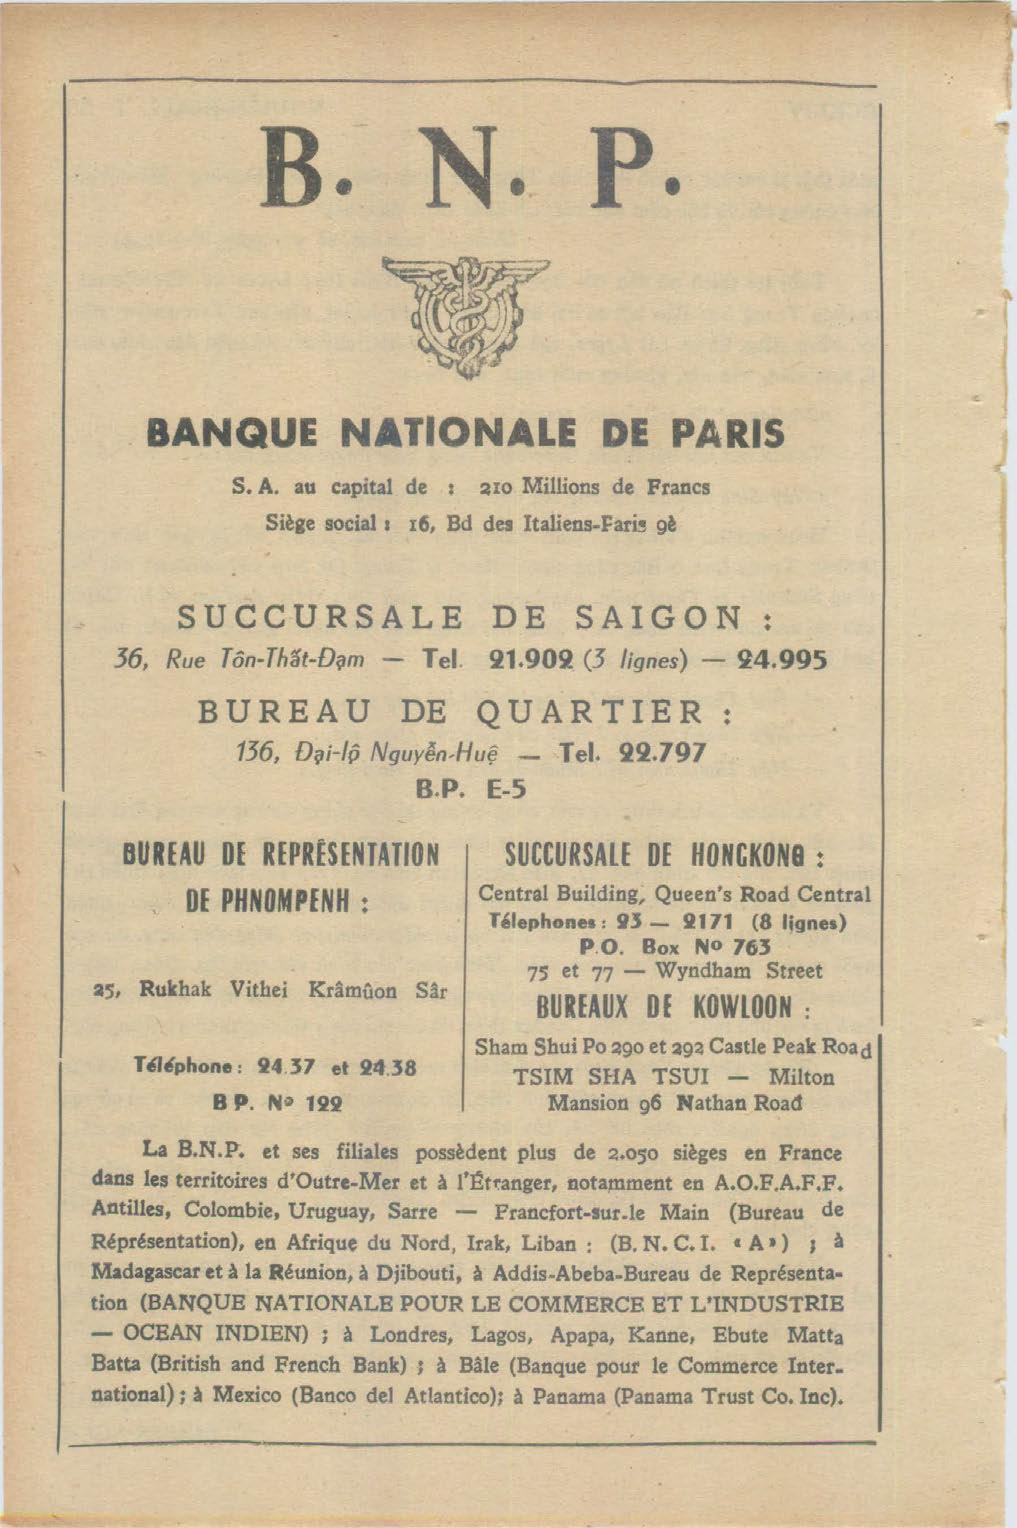 B. N. P.
BANQUE NATIONALE DE PARIS
S. A. au capital de : 210 Millions de Francs
Siège social : 16, Bd des Italiens-Faris 9è
SUCCURSALE DE SAIGON :
36, Rue Tôn-Thất-Đạm — Tel. 21.902 (3 lignes) — 24.995
BUREAU DE QUARTIER :
136, Đại-lộ Nguyễn-Huệ — Tel. 22.797
B.P. E-5
BUREAU DE REPRÉSENTATION
DE PHNOMPENH :
25, Rukhak Vithei Krâmûon Sâr
Téléphone : 24.37 et 24.38
B P. Nº 122
SUCCURSALE DE HONGKONG :
Central Building, Queen's Road Central
Télephones : 23 — 2171 (8 lignes)
P.O. Box Nº 763
75 et 77 — Wyndham Street
BUREAUX DE KOWLOON :
Sham Shui Po 290 et 292 Castle Peak Road
TSIM SHA TSUI — Milton
Mansion 96 Nathan Road
La B.N.P. et ses filiales possèdent plus de 2.050 sièges en France
dans les territoires d'Outre-Mer et à l'Étranger, notamment en A.O.F.A.F.F.
Antilles, Colombie, Uruguay, Sarre — Francfort-sur-le Main (Bureau de
Réprésentation), en Afrique du Nord, Irak, Liban : (B. N. C. I. « A ») ; à
Madagascar et à la Réunion, à Djibouti, à Addis-Abeba-Bureau de Représenta-
tion (BANQUE NATIONALE POUR LE COMMERCE ET L'INDUSTRIE
— OCEAN INDIEN) ; à Londres, Lagos, Apapa, Kanne, Ebute Matta
Batta (British and French Bank) ; à Bâle (Banque pour le Commerce Inter-
national) ; à Mexico (Banco del Atlantico); à Panama (Panama Trust Co. Inc).